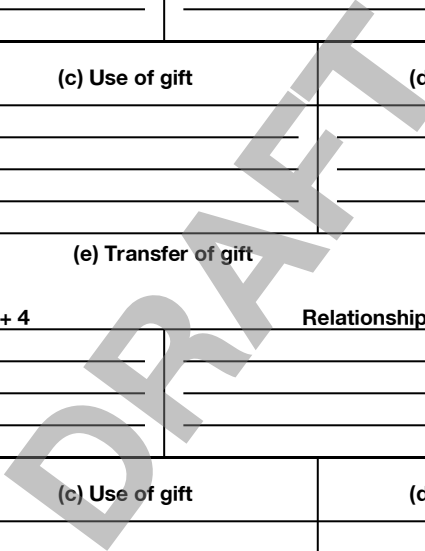 (c) Use of gift (d
(e) Transfer of gift
+ 4 Relationship
(c) Use of gift (d
DRAFT